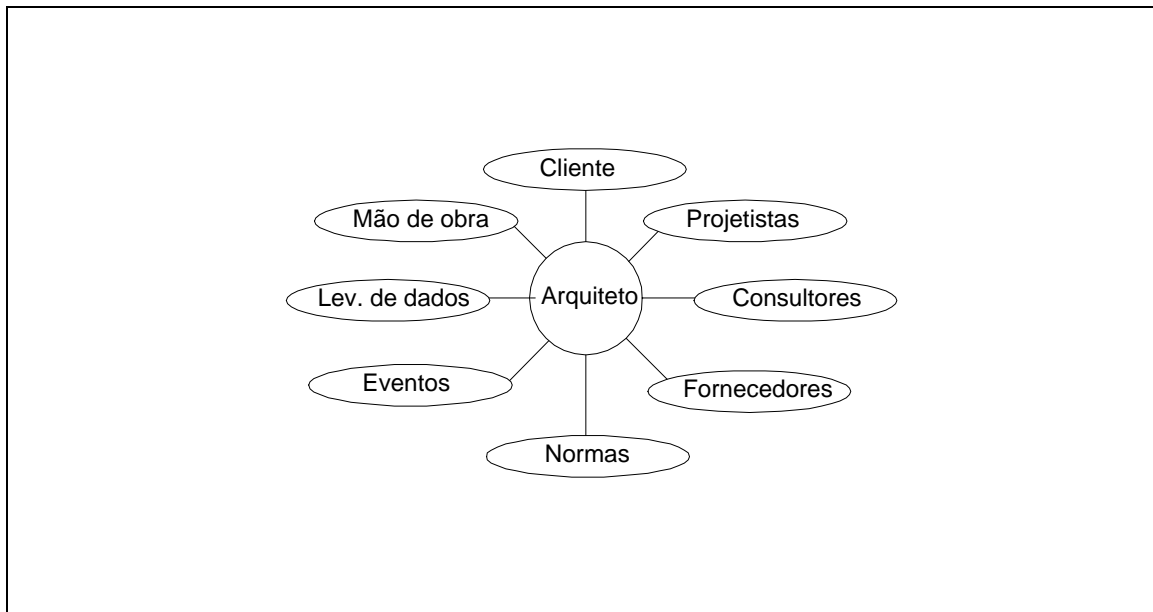 Cliente
Mão de obra
Projetistas
Lev. de dados
Arquiteto
Consultores
Eventos
Fornecedores
Normas